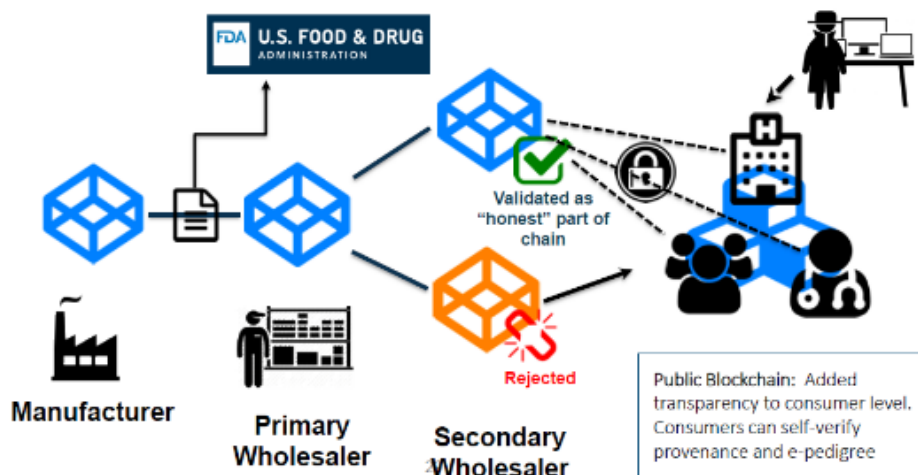 FDA U.S. FOOD & DRUG
ADMINISTRATION
H
Validated as
"honest" part of
chain
Rejected
Manufacturer
Primary
Wholesaler
Secondary
2Wholesaler
Public Blockchain: Added
transparency to consumer level.
Consumers can self-verify
provenance and e-pedigree